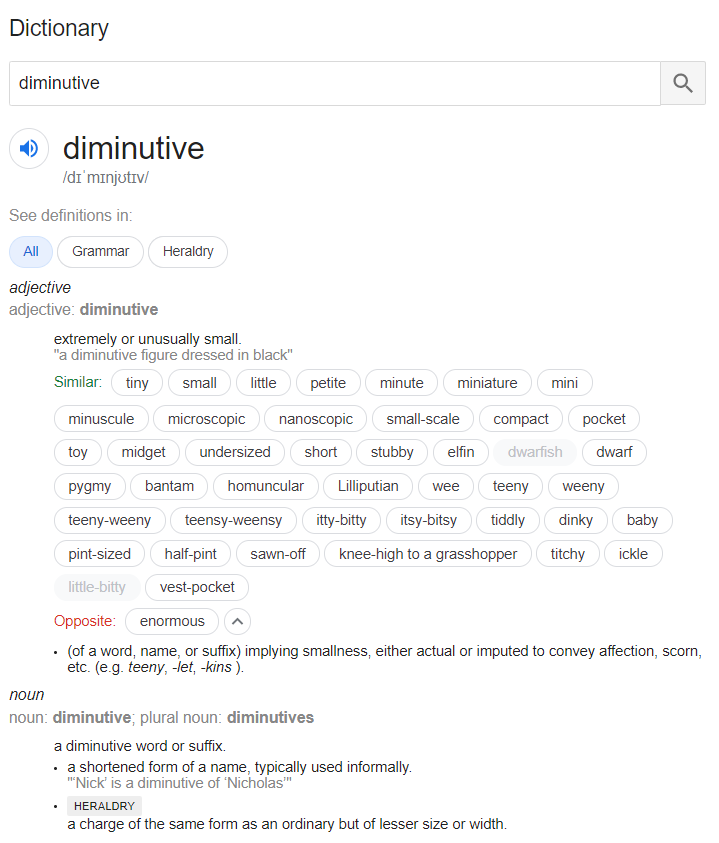 Dictionary
diminutive
diminutive
/dɪˈmɪnjʊtɪv/
See definitions in:
All Grammar Heraldry
adjective
adjective: diminutive
extremely or unusually small.
"a diminutive figure dressed in black"
Similar: tiny small little petite minute miniature mini
minuscule microscopic nanoscopic small-scale compact pocket
toy midget undersized short stubby elfin dwarfish dwarf
pygmy bantam homuncular Lilliputian wee teeny weeny
teeny-weeny teensy-weensy itty-bitty itsy-bitsy tiddly dinky baby
pint-sized half-pint sawn-off knee-high to a grasshopper titchy ickle
little-bitty vest-pocket
Opposite: enormous
• (of a word, name, or suffix) implying smallness, either actual or imputed to convey affection, scorn,
etc. (e.g. teeny, -let, -kins ).
noun
noun: diminutive; plural noun: diminutives
a diminutive word or suffix.
• a shortened form of a name, typically used informally.
"‘Nick’ is a diminutive of ‘Nicholas’"
• HERALDRY
a charge of the same form as an ordinary but of lesser size or width.